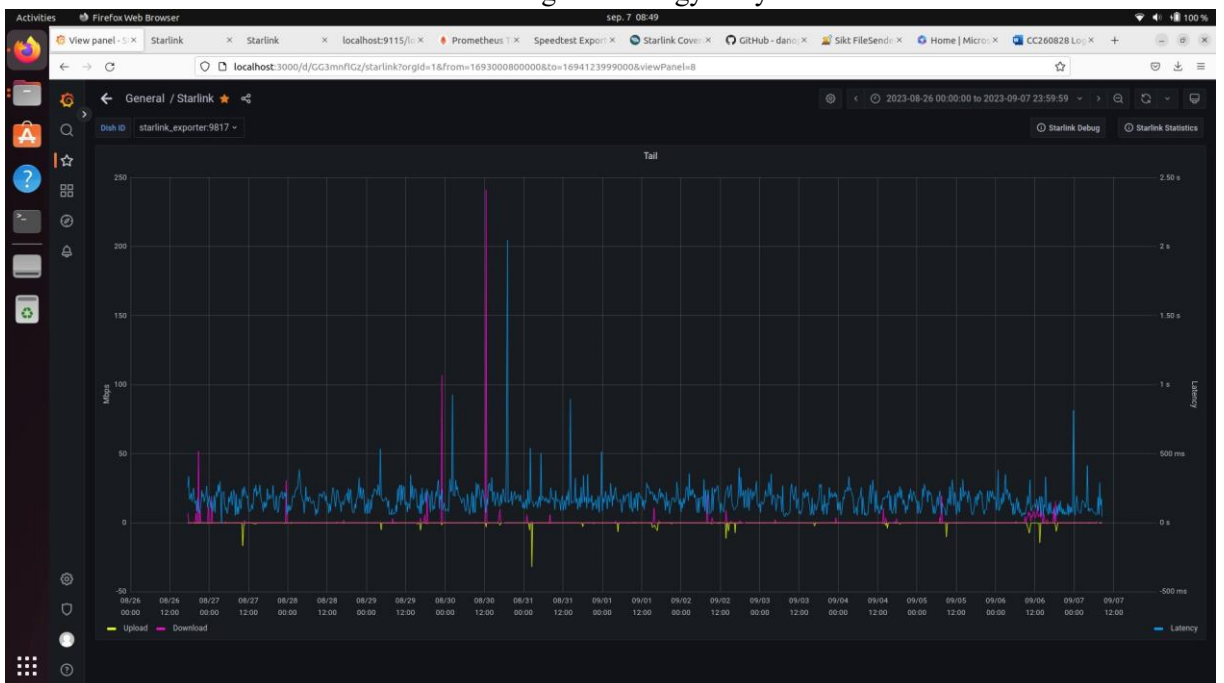 Activities Firefox Web Browser sep. 7 08:49 100 %
View panel - S Starlink Starlink localhost:9115/ Prometheus T Speedtest Export Starlink Cover GitHub - dano Sikt FileSende Home | Micros CC260828 Log
localhost:3000/d/GG3mnflGz/starlink?orgId=1&from=1693000800000&to=1694123999000&viewPanel=8
General / Starlink 2023-08-26 00:00:00 to 2023-09-07 23:59:59
Dish ID starlink_exporter:9817 Starlink Debug Starlink Statistics
Tail
250 2.50 s
200 2 s
150 1.50 s
100 1 s
Mbps
Latency
50 500 ms
0 0 s
-50 -500 ms
08/26 08/26 08/27 08/27 08/28 08/28 08/29 08/29 08/30 08/30 08/31 08/31 09/01 09/01 09/02 09/02 09/03 09/03 09/04 09/04 09/05 09/05 09/06 09/06 09/07 09/07
00:00 12:00 00:00 12:00 00:00 12:00 00:00 12:00 00:00 12:00 00:00 12:00 00:00 12:00 00:00 12:00 00:00 12:00 00:00 12:00 00:00 12:00 00:00 12:00 00:00 12:00
Upload Download Latency